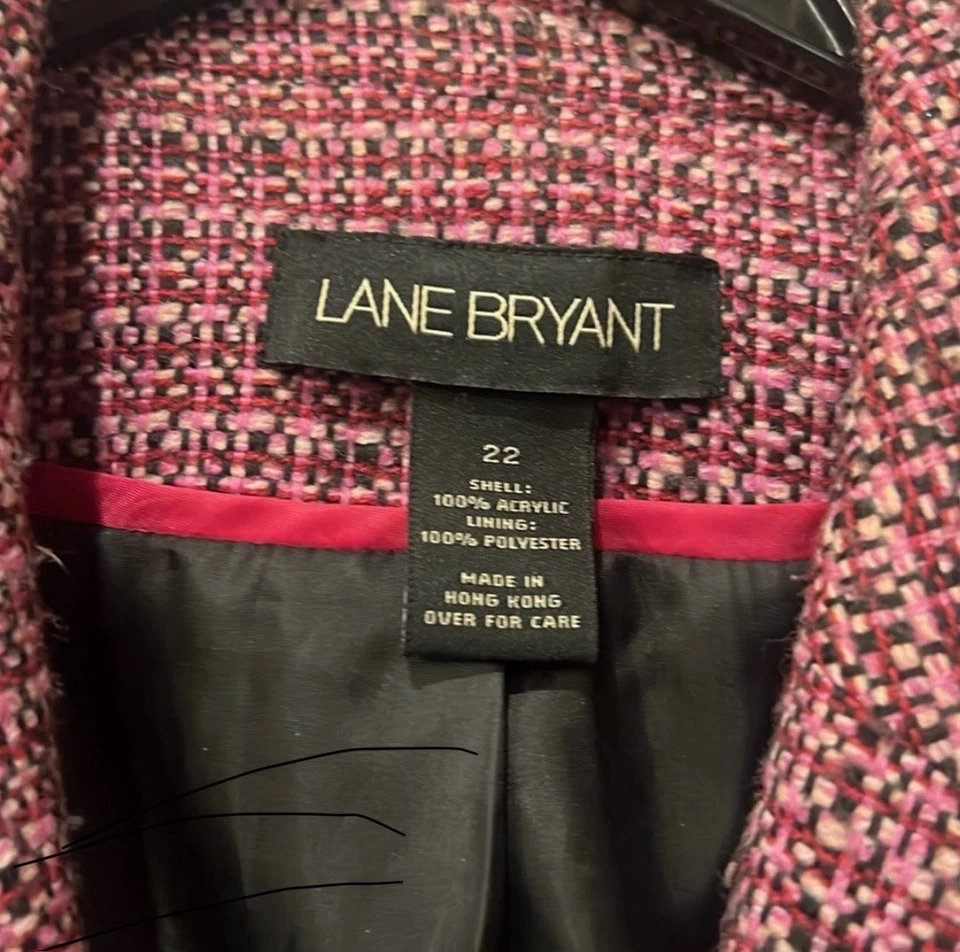 LANE BRYANT
22
SHELL:
100% ACRYLIC
LINING:
100% POLYESTER
MADE IN
HONG KONG
OVER FOR CARE